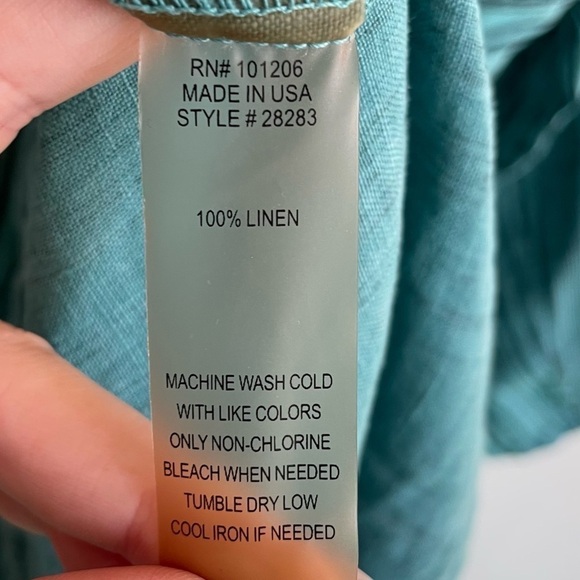 RN# 101206
MADE IN USA
STYLE # 28283
100% LINEN
MACHINE WASH COLD
WITH LIKE COLORS
ONLY NON-CHLORINE
BLEACH WHEN NEEDED
TUMBLE DRY LOW
COOL IRON IF NEEDED